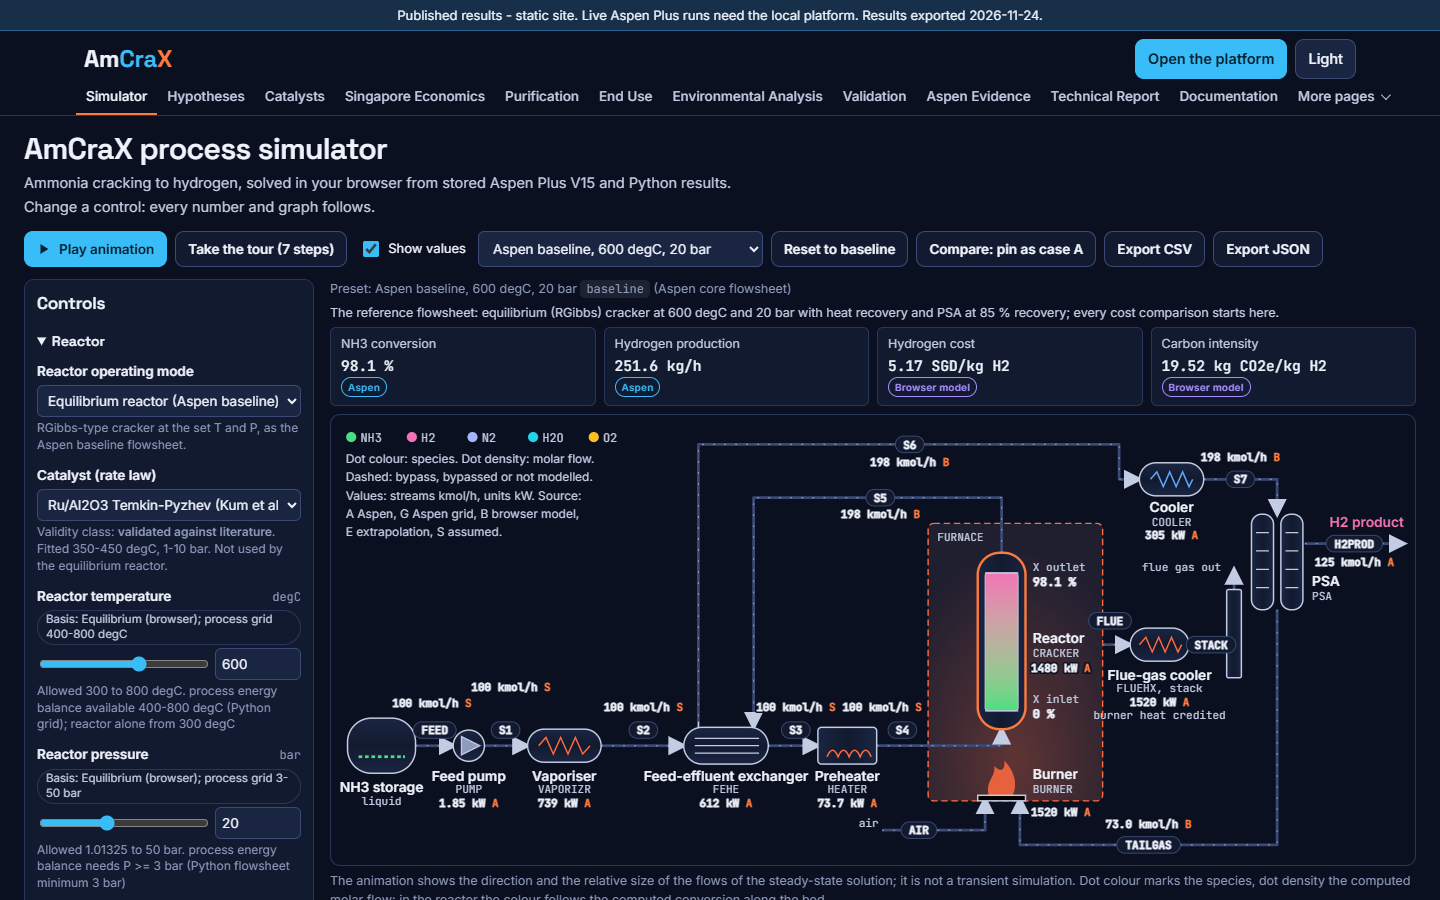 Published results - static site. Live Aspen Plus runs need the local platform. Results exported 2026-11-24.
AmCraX
Open the platform
Light
Simulator
Hypotheses
Catalysts
Singapore Economics
Purification
End Use
Environmental Analysis
Validation
Aspen Evidence
Technical Report
Documentation
More pages
AmCraX process simulator
Ammonia cracking to hydrogen, solved in your browser from stored Aspen Plus V15 and Python results.
Change a control: every number and graph follows.
Play animation
Take the tour (7 steps)
Show values
Aspen baseline, 600 degC, 20 bar
Reset to baseline
Compare: pin as case A
Export CSV
Export JSON
Controls
▼ Reactor
Reactor operating mode
Equilibrium reactor (Aspen baseline)
RGibbs-type cracker at the set T and P, as the
Aspen baseline flowsheet.
Catalyst (rate law)
Ru/Al2O3 Temkin-Pyzhev (Kum et al
Validity class: validated against literature.
Fitted 350-450 degC, 1-10 bar. Not used by
the equilibrium reactor.
Reactor temperature degC
Basis: Equilibrium (browser); process grid
400-800 degC
600
Allowed 300 to 800 degC. process energy
balance available 400-800 degC (Python
grid); reactor alone from 300 degC
Reactor pressure bar
Basis: Equilibrium (browser); process grid 3-
50 bar
20
Allowed 1.01325 to 50 bar. process energy
balance needs P >= 3 bar (Python flowsheet
minimum 3 bar)
Preset: Aspen baseline, 600 degC, 20 bar baseline (Aspen core flowsheet)
The reference flowsheet: equilibrium (RGibbs) cracker at 600 degC and 20 bar with heat recovery and PSA at 85 % recovery; every cost comparison starts here.
NH3 conversion
98.1 %
Aspen
Hydrogen production
251.6 kg/h
Aspen
Hydrogen cost
5.17 SGD/kg H2
Browser model
Carbon intensity
19.52 kg CO2e/kg H2
Browser model
NH3 H2 N2 H2O O2
Dot colour: species. Dot density: molar flow.
Dashed: bypass, bypassed or not modelled.
Values: streams kmol/h, units kW. Source:
A Aspen, G Aspen grid, B browser model,
E extrapolation, S assumed.
S6
198 kmol/h B
S5
198 kmol/h B
198 kmol/h B
S7
Cooler
COOLER
305 kW A
H2 product
H2PROD
125 kmol/h A
PSA
PSA
FURNACE
X outlet
98.1 %
flue gas out
FLUE
STACK
Reactor
CRACKER
1480 kW A
Flue-gas cooler
FLUEHX, stack
1520 kW A
burner heat credited
X inlet
0 %
100 kmol/h S
100 kmol/h S
100 kmol/h S
100 kmol/h S
100 kmol/h S
FEED
S1
S2
S3
S4
NH3 storage
liquid
Feed pump
PUMP
1.85 kW A
Vaporiser
VAPORIZR
739 kW A
Feed-effluent exchanger
FEHE
612 kW A
Preheater
HEATER
73.7 kW A
Burner
BURNER
1520 kW A
air
AIR
73.0 kmol/h B
TAILGAS
The animation shows the direction and the relative size of the flows of the steady-state solution; it is not a transient simulation. Dot colour marks the species, dot density the computed
molar flow; in the reactor the colour follows the computed conversion along the bed.